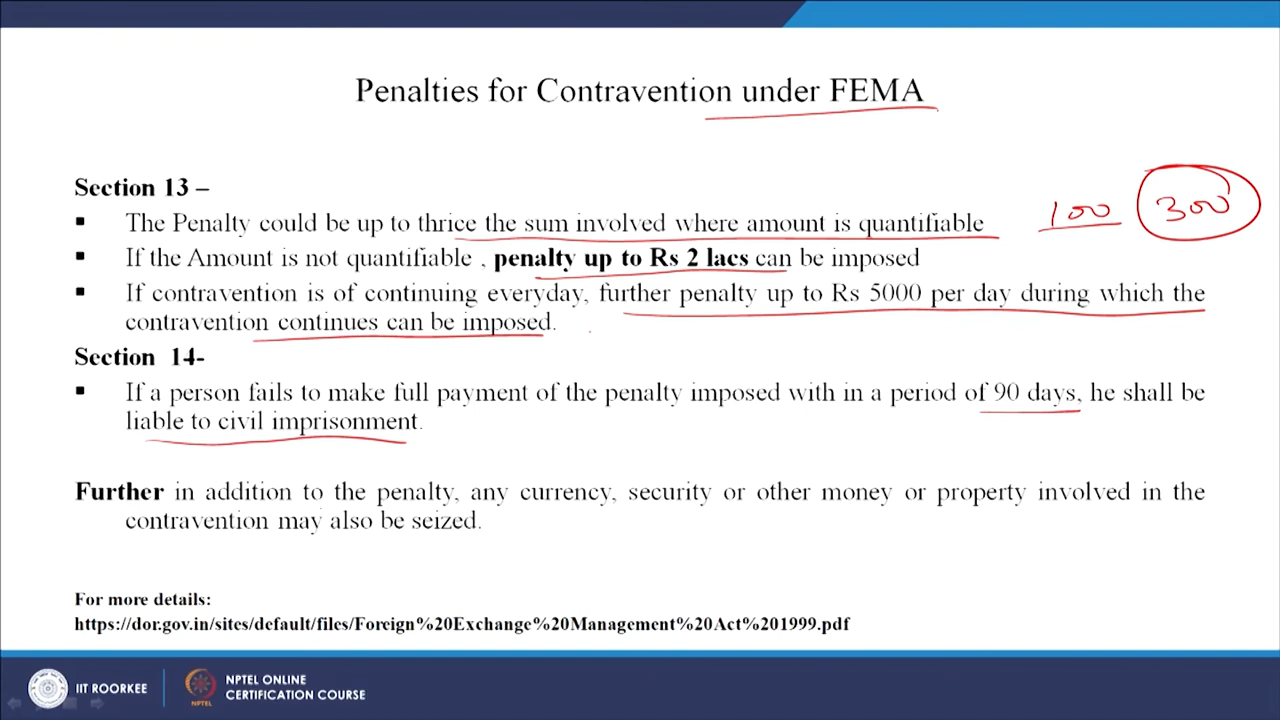 Penalties for Contravention under FEMA
Section 13 –
▪ The Penalty could be up to thrice the sum involved where amount is quantifiable
100 300
▪ If the Amount is not quantifiable , penalty up to Rs 2 lacs can be imposed
▪ If contravention is of continuing everyday, further penalty up to Rs 5000 per day during which the
contravention continues can be imposed.
Section 14-
▪ If a person fails to make full payment of the penalty imposed with in a period of 90 days, he shall be
liable to civil imprisonment.
Further in addition to the penalty, any currency, security or other money or property involved in the
contravention may also be seized.
For more details:
https://dor.gov.in/sites/default/files/Foreign%20Exchange%20Management%20Act%201999.pdf
IIT ROORKEE
NPTEL
NPTEL ONLINE
CERTIFICATION COURSE